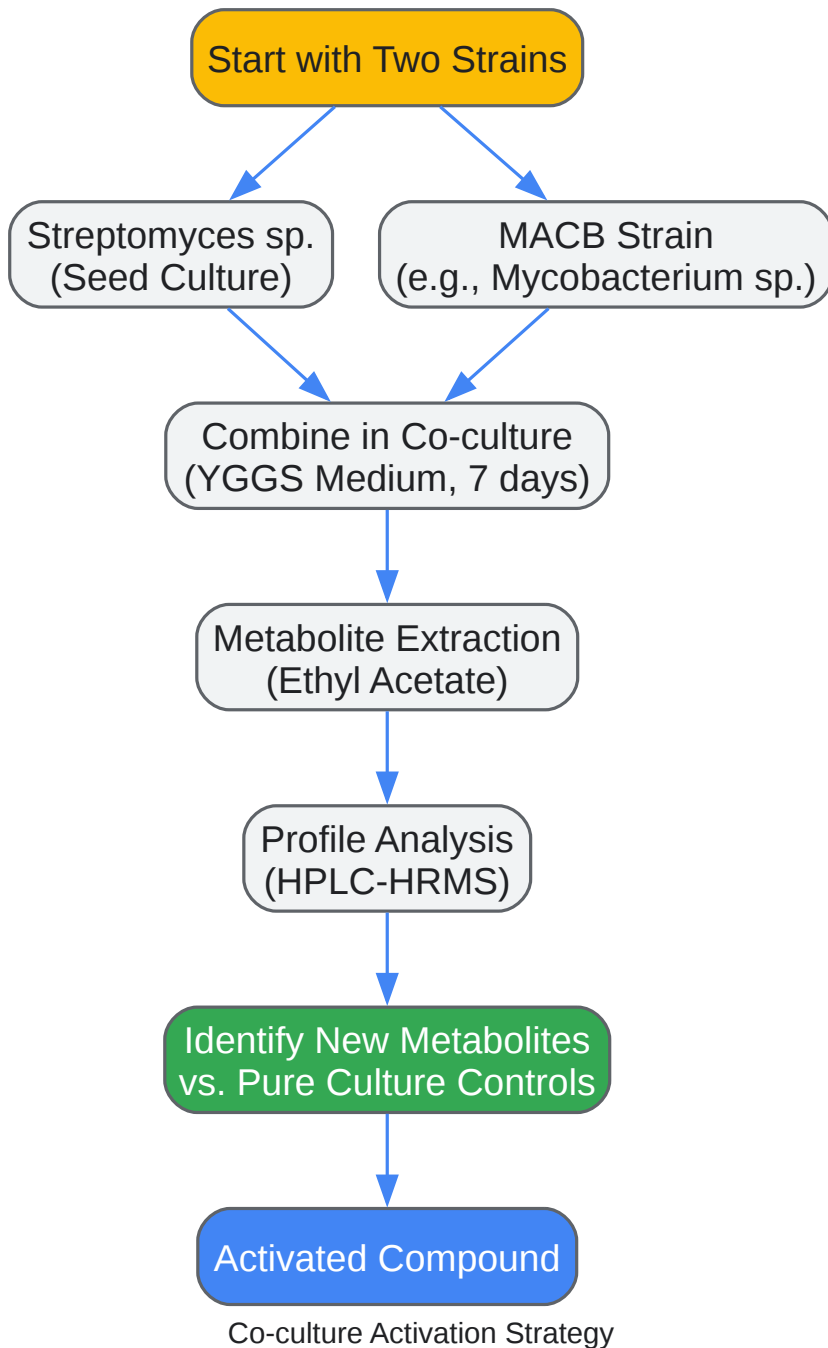 Start with Two Strains
Streptomyces sp.
(Seed Culture)
MACB Strain
(e.g., Mycobacterium sp.)
Combine in Co-culture
(YGGS Medium, 7 days)
Metabolite Extraction
(Ethyl Acetate)
Profile Analysis
(HPLC-HRMS)
Identify New Metabolites
vs. Pure Culture Controls
Activated Compound
Co-culture Activation Strategy